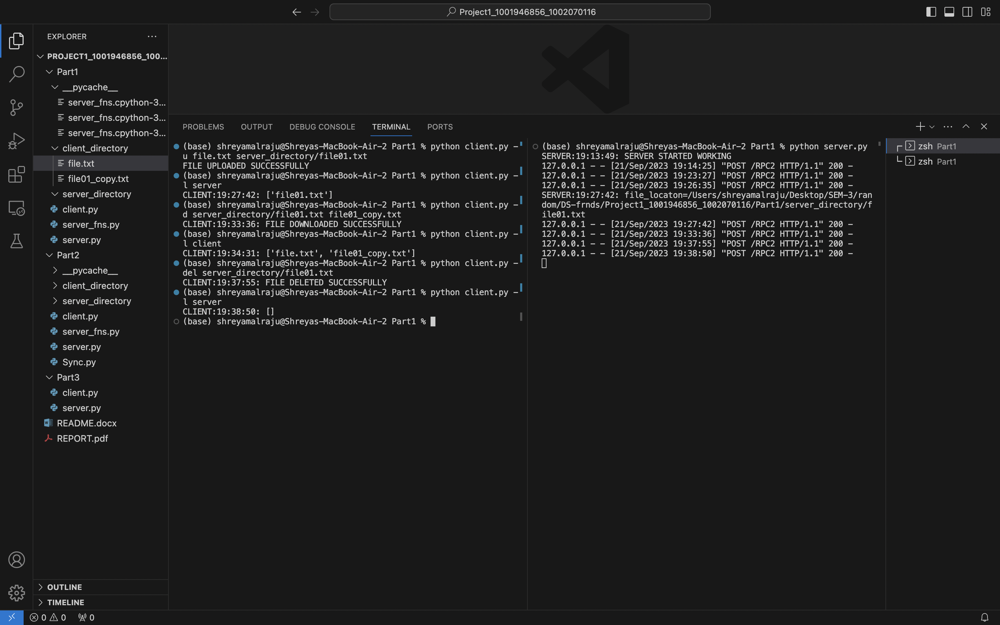 Project1_1001946856_1002070116
EXPLORER
PROJECT1_1001946856_100...
Part1
__pycache__
server_fns.cpython-3...
server_fns.cpython-3...
server_fns.cpython-3...
client_directory
file.txt
file01_copy.txt
server_directory
client.py
server_fns.py
server.py
Part2
__pycache__
client_directory
server_directory
client.py
server_fns.py
server.py
Sync.py
Part3
client.py
server.py
README.docx
REPORT.pdf
OUTLINE
TIMELINE
PROBLEMS OUTPUT DEBUG CONSOLE TERMINAL PORTS
(base) shreyamalraju@Shreyas-MacBook-Air-2 Part1 % python client.py -
u file.txt server_directory/file01.txt
FILE UPLOADED SUCCESSFULLY
(base) shreyamalraju@Shreyas-MacBook-Air-2 Part1 % python client.py -
l server
CLIENT:19:27:42: ['file01.txt']
(base) shreyamalraju@Shreyas-MacBook-Air-2 Part1 % python client.py -
d server_directory/file01.txt file01_copy.txt
CLIENT:19:33:36: FILE DOWNLOADED SUCCESSFULLY
(base) shreyamalraju@Shreyas-MacBook-Air-2 Part1 % python client.py -
l client
CLIENT:19:34:31: ['file.txt', 'file01_copy.txt']
(base) shreyamalraju@Shreyas-MacBook-Air-2 Part1 % python client.py -
del server_directory/file01.txt
CLIENT:19:37:55: FILE DELETED SUCCESSFULLY
(base) shreyamalraju@Shreyas-MacBook-Air-2 Part1 % python client.py -
l server
CLIENT:19:38:50: []
(base) shreyamalraju@Shreyas-MacBook-Air-2 Part1 %
(base) shreyamalraju@Shreyas-MacBook-Air-2 Part1 % python server.py
SERVER:19:13:49: SERVER STARTED WORKING
127.0.0.1 - - [21/Sep/2023 19:14:25] "POST /RPC2 HTTP/1.1" 200 -
127.0.0.1 - - [21/Sep/2023 19:23:27] "POST /RPC2 HTTP/1.1" 200 -
127.0.0.1 - - [21/Sep/2023 19:26:35] "POST /RPC2 HTTP/1.1" 200 -
SERVER:19:27:42: file_locaton=/Users/shreyamalraju/Desktop/SEM-3/ran
dom/DS-frnds/Project1_1001946856_1002070116/Part1/server_directory/f
ile01.txt
127.0.0.1 - - [21/Sep/2023 19:27:42] "POST /RPC2 HTTP/1.1" 200 -
127.0.0.1 - - [21/Sep/2023 19:33:36] "POST /RPC2 HTTP/1.1" 200 -
127.0.0.1 - - [21/Sep/2023 19:37:55] "POST /RPC2 HTTP/1.1" 200 -
127.0.0.1 - - [21/Sep/2023 19:38:50] "POST /RPC2 HTTP/1.1" 200 -
zsh Part1
zsh Part1
0 0 0